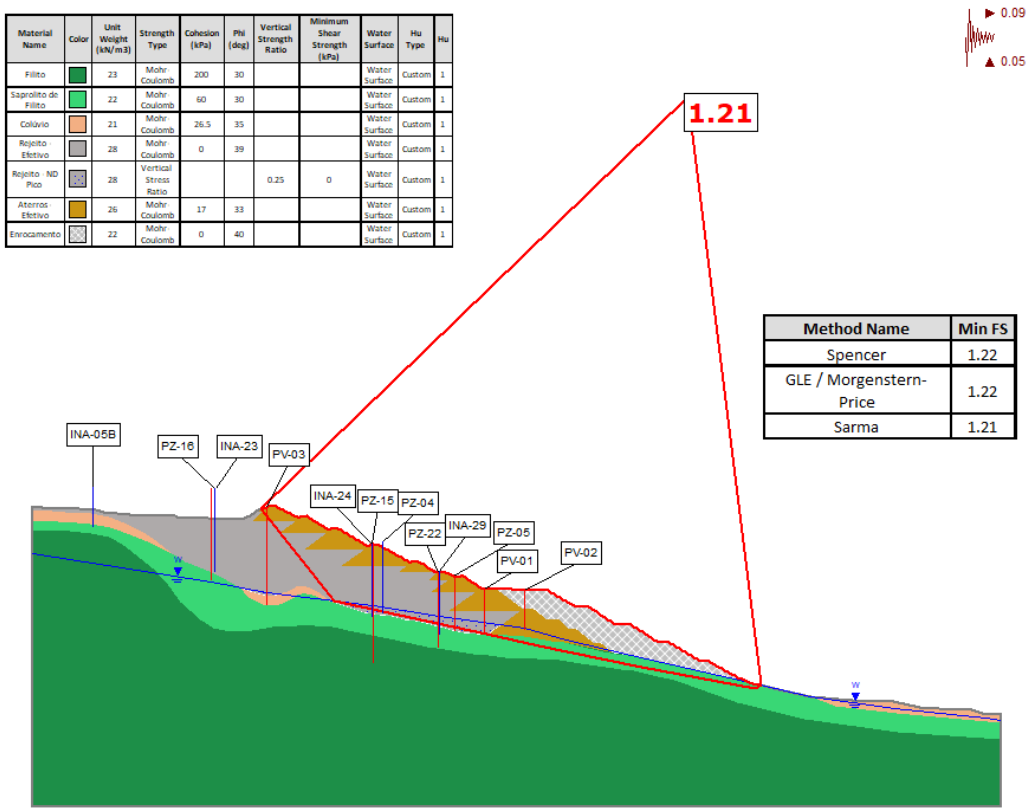 Material Name Color Unit Weight (kN/m3) Strength Type Cohesion (kPa) Phi (deg) Vertical Strength Ratio Minimum Shear Strength (kPa) Water Surface Hu Type Hu
Filito 23 Mohr-Coulomb 200 30 Water Surface Custom 1
Saprolito de Filito 22 Mohr-Coulomb 60 30 Water Surface Custom 1
Colúvio 21 Mohr-Coulomb 26.5 35 Water Surface Custom 1
Rejeito - Efetivo 28 Mohr-Coulomb 0 39 Water Surface Custom 1
Rejeito - ND Pico 28 Vertical Stress Ratio 0.25 0 Water Surface Custom 1
Aterros - Efetivo 26 Mohr-Coulomb 17 33 Water Surface Custom 1
Enrocamento 22 Mohr-Coulomb 0 40 Water Surface Custom 1
0.09
0.05
1.21
Method Name Min FS
Spencer 1.22
GLE / Morgenstern-Price 1.22
Sarma 1.21
INA-05B
PZ-16
INA-23
PV-03
INA-24
PZ-15
PZ-04
PZ-22
INA-29
PZ-05
PV-01
PV-02
W
W